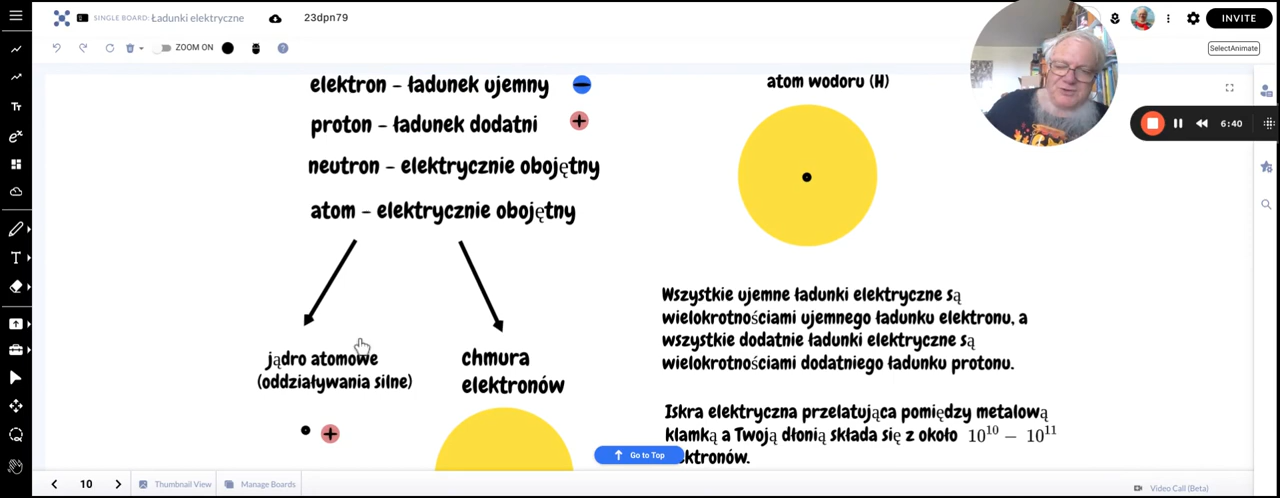 SINGLE BOARD: Ładunki elektryczne
23dpn79
INVITE
ZOOM ON
SelectAnimate
6:40
elektron – ładunek ujemny
proton – ładunek dodatni
neutron – elektrycznie obojętny
atom – elektrycznie obojętny
jądro atomowe
(oddziaływania silne)
chmura
elektronów
atom wodoru (H)
Wszystkie ujemne ładunki elektryczne są
wielokrotnościami ujemnego ładunku elektronu, a
wszystkie dodatnie ładunki elektryczne są
wielokrotnościami dodatniego ładunku protonu.
Iskra elektryczna przelatująca pomiędzy metalową
klamką a Twoją dłonią składa się z około 10¹⁰ − 10¹¹
ektronów.
Go to Top
10
Thumbnail View
Manage Boards
Video Call (Beta)